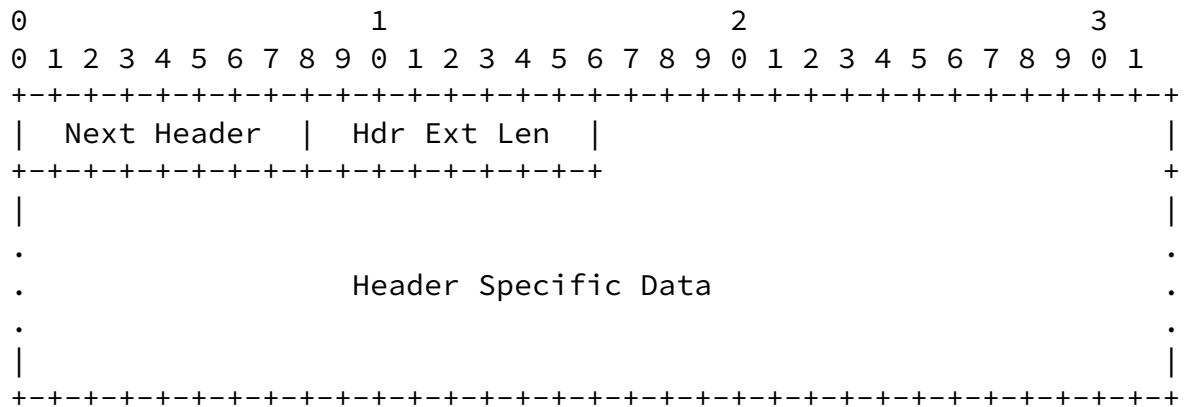 0                   1                   2                   3
0 1 2 3 4 5 6 7 8 9 0 1 2 3 4 5 6 7 8 9 0 1 2 3 4 5 6 7 8 9 0 1
+-+-+-+-+-+-+-+-+-+-+-+-+-+-+-+-+-+-+-+-+-+-+-+-+-+-+-+-+-+-+-+-+
|  Next Header  |  Hdr Ext Len  |                               |
+-+-+-+-+-+-+-+-+-+-+-+-+-+-+-+-+                               +
|                                                               |
.                                                               .
.                  Header Specific Data                         .
.                                                               .
|                                                               |
+-+-+-+-+-+-+-+-+-+-+-+-+-+-+-+-+-+-+-+-+-+-+-+-+-+-+-+-+-+-+-+-+